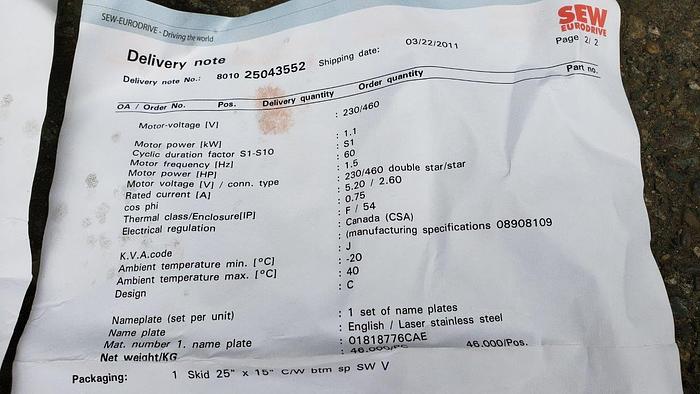 SEW-EURODRIVE - Driving the world
SEW
EURODRIVE
Delivery note
Shipping date: 03/22/2011
Page 2/ 2
Delivery note No.: 8010 25043552
OA / Order No. Pos. Delivery quantity Order quantity Part no.
Motor-voltage [V] : 230/460
Motor power [kW] : 1.1
Cyclic duration factor S1-S10 : S1
Motor frequency [Hz] : 60
Motor power [HP] : 1.5
Motor voltage [V] / conn. type : 230/460 double star/star
Rated current [A] : 5.20 / 2.60
cos phi : 0.75
Thermal class/Enclosure[IP] : F / 54
Electrical regulation : Canada (CSA)
: (manufacturing specifications 08908109
K.V.A.code : J
Ambient temperature min. [°C] : -20
Ambient temperature max. [°C] : 40
Design : C
Nameplate (set per unit) : 1 set of name plates
Name plate : English / Laser stainless steel
Mat. number 1. name plate : 01818776CAE
Net weight/KG : 46.000/PC 46.000/Pos.
Packaging: 1 Skid 25" x 15" C/W btm sp SW V